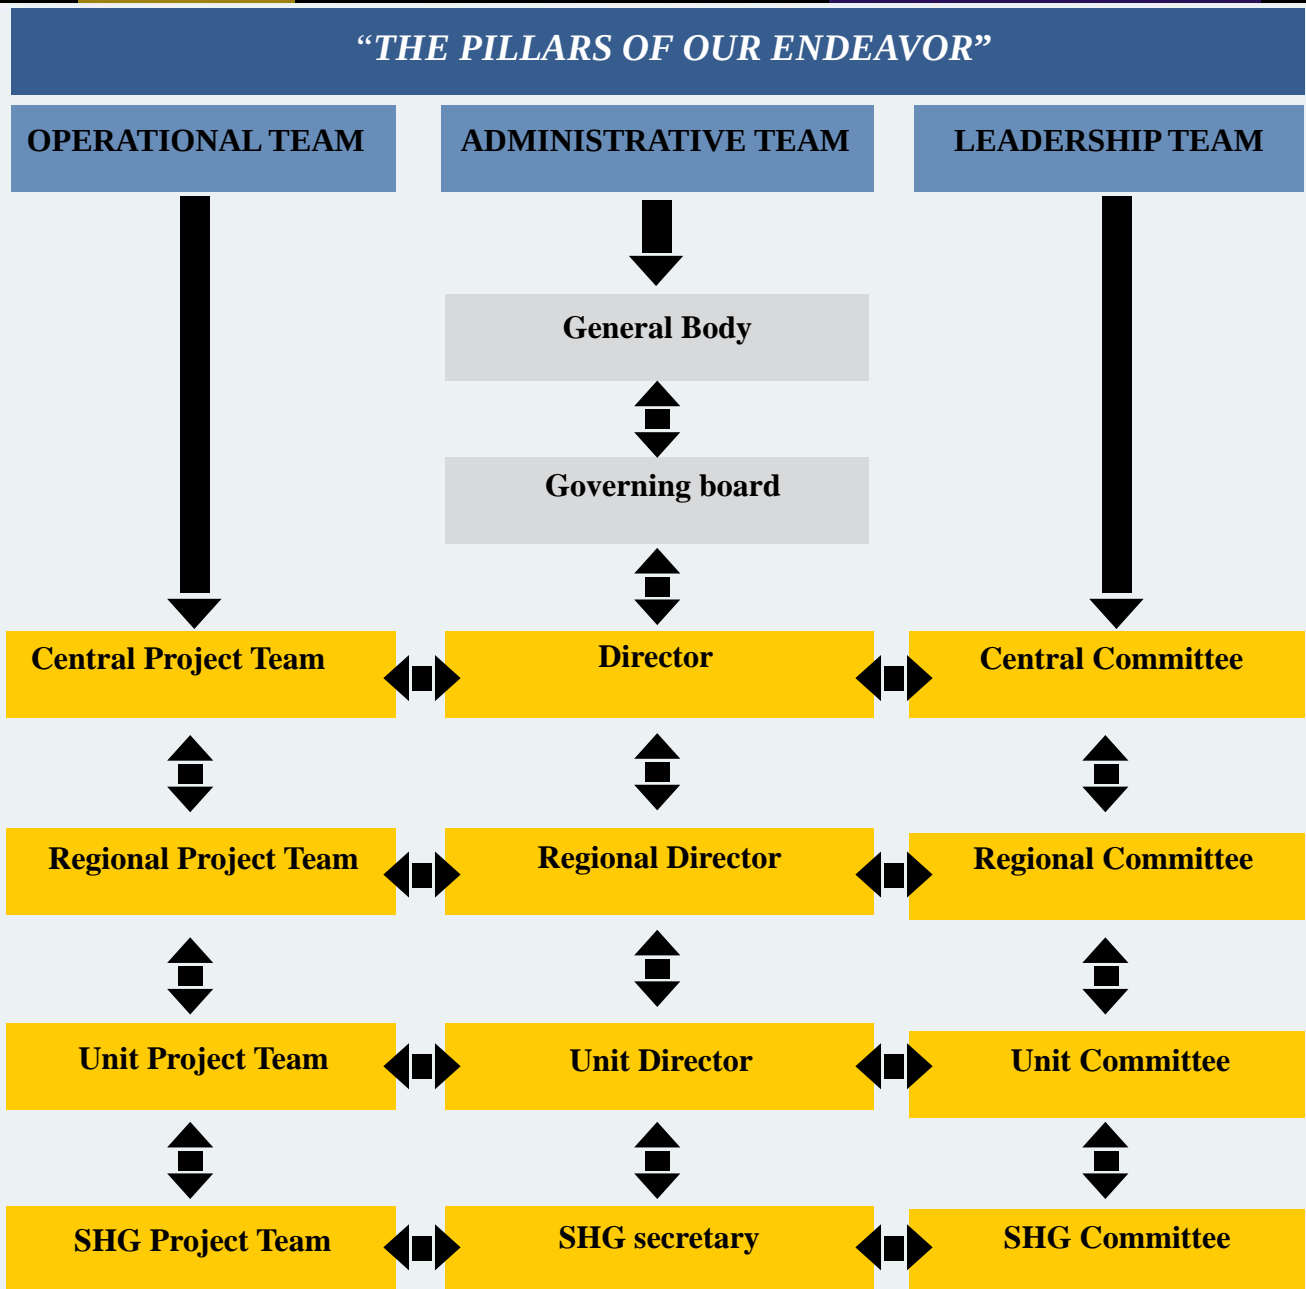 “THE PILLARS OF OUR ENDEAVOR”
OPERATIONAL TEAM
ADMINISTRATIVE TEAM
LEADERSHIP TEAM
General Body
Governing board
Central Project Team
Director
Central Committee
Regional Project Team
Regional Director
Regional Committee
Unit Project Team
Unit Director
Unit Committee
SHG Project Team
SHG secretary
SHG Committee